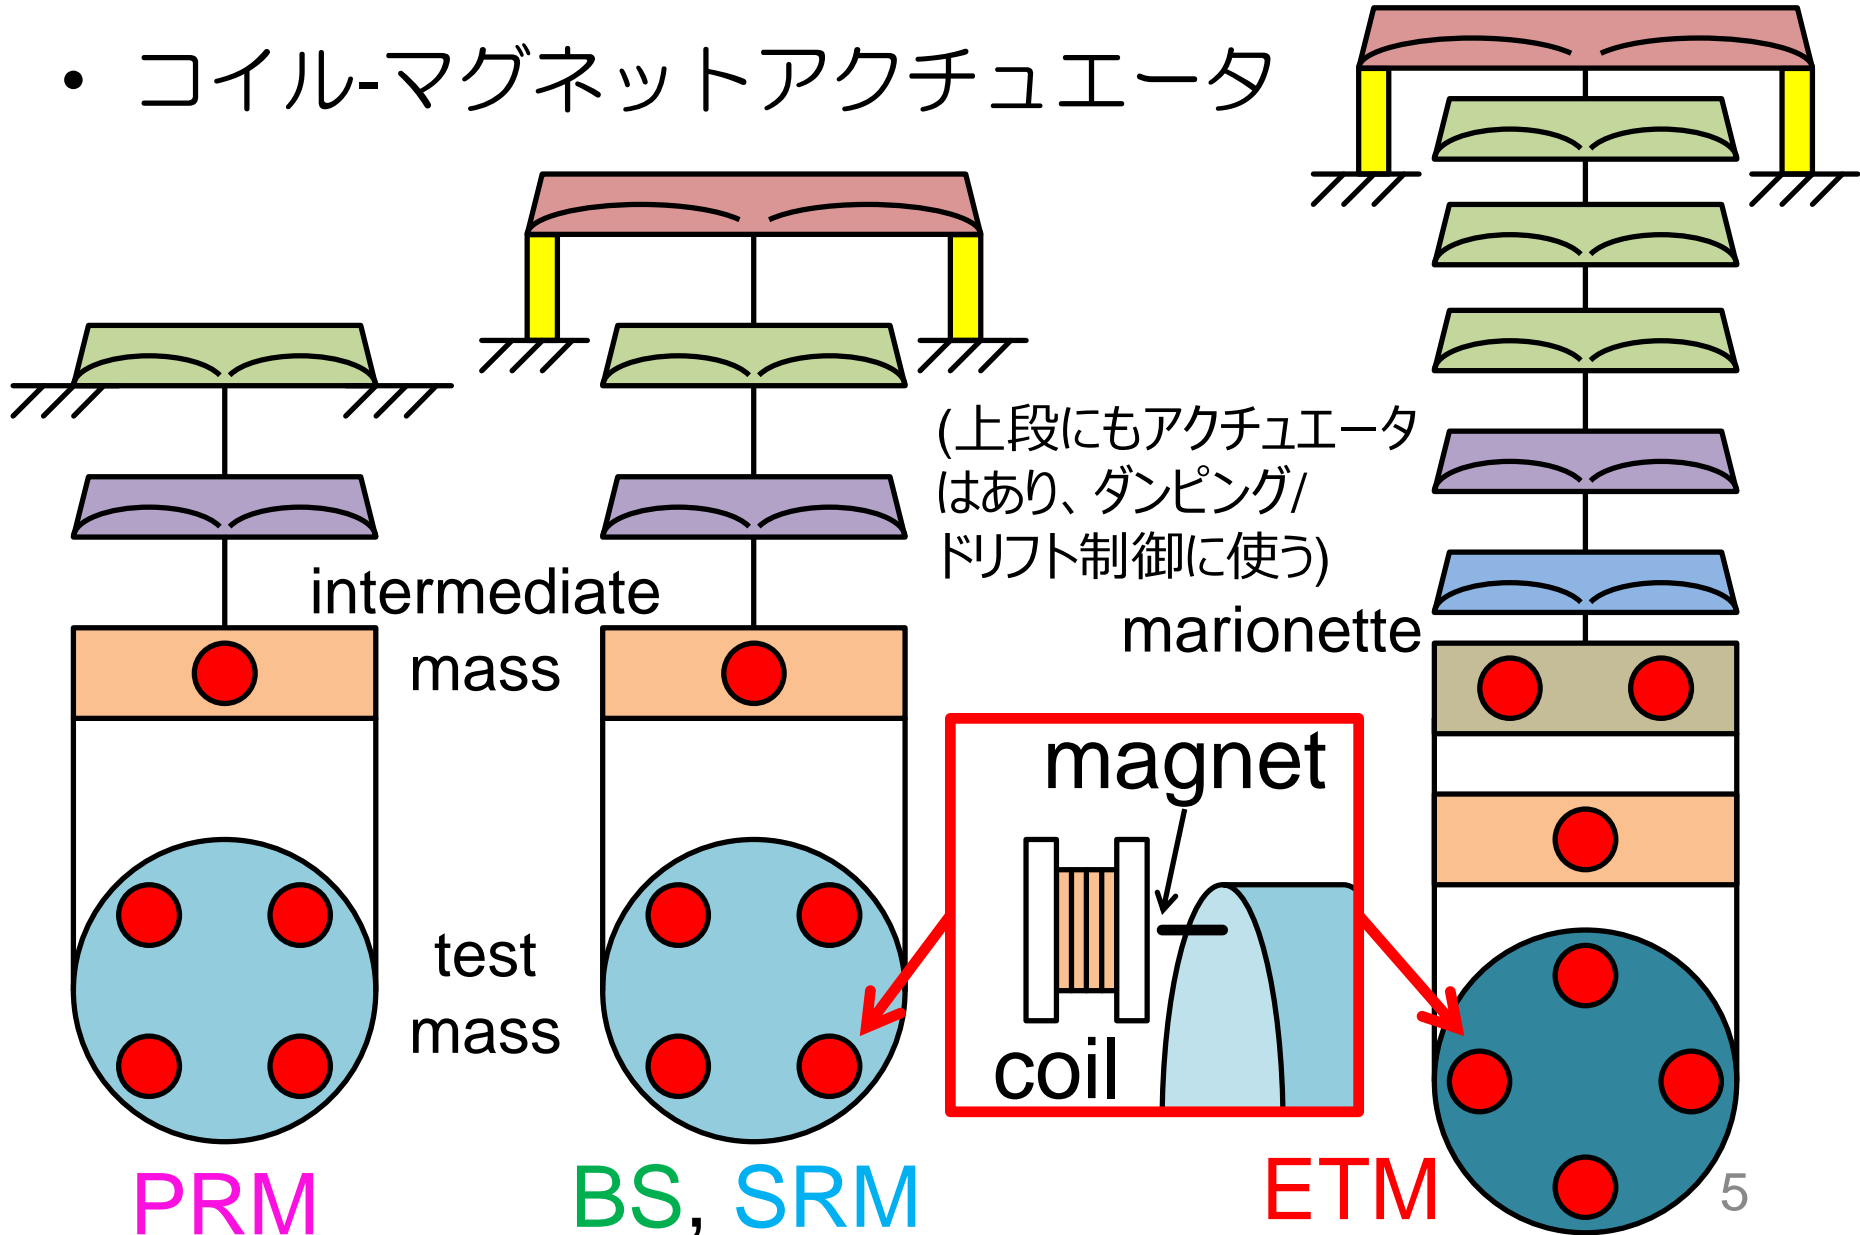 • コイル-マグネットアクチュエータ
(上段にもアクチュエータ
はあり、ダンピング/
ドリフト制御に使う)
intermediate
mass
marionette
magnet
coil
test
mass
PRM
BS, SRM
ETM
5